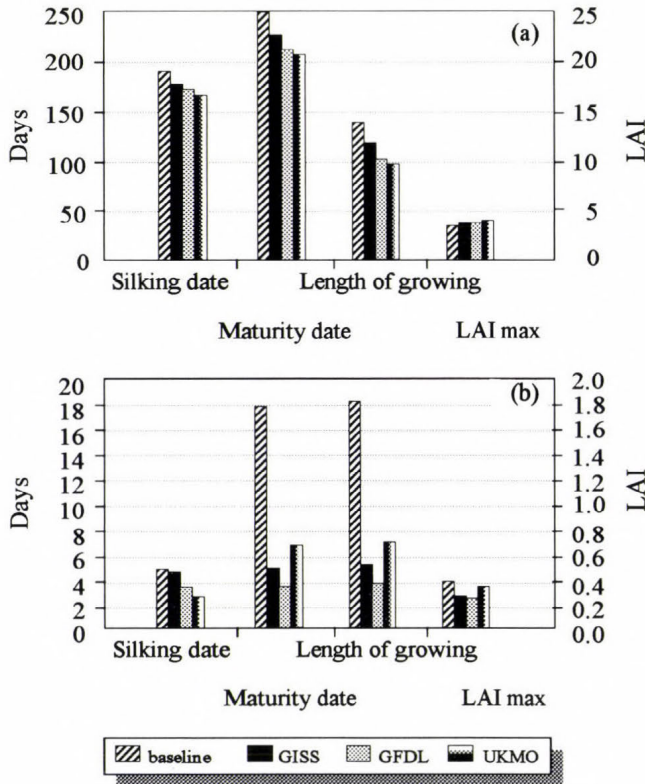 250 (a) 25
200 20
150 15
Days LAI
100 10
50 5
0 0
Silking date Length of growing
Maturity date LAI max
20 (b) 2.0
18 1.8
16 1.6
14 1.4
12 1.2
Days LAI
10 1.0
8 0.8
6 0.6
4 0.4
2 0.2
0 0.0
Silking date Length of growing
Maturity date LAI max
baseline GISS GFDL UKMO